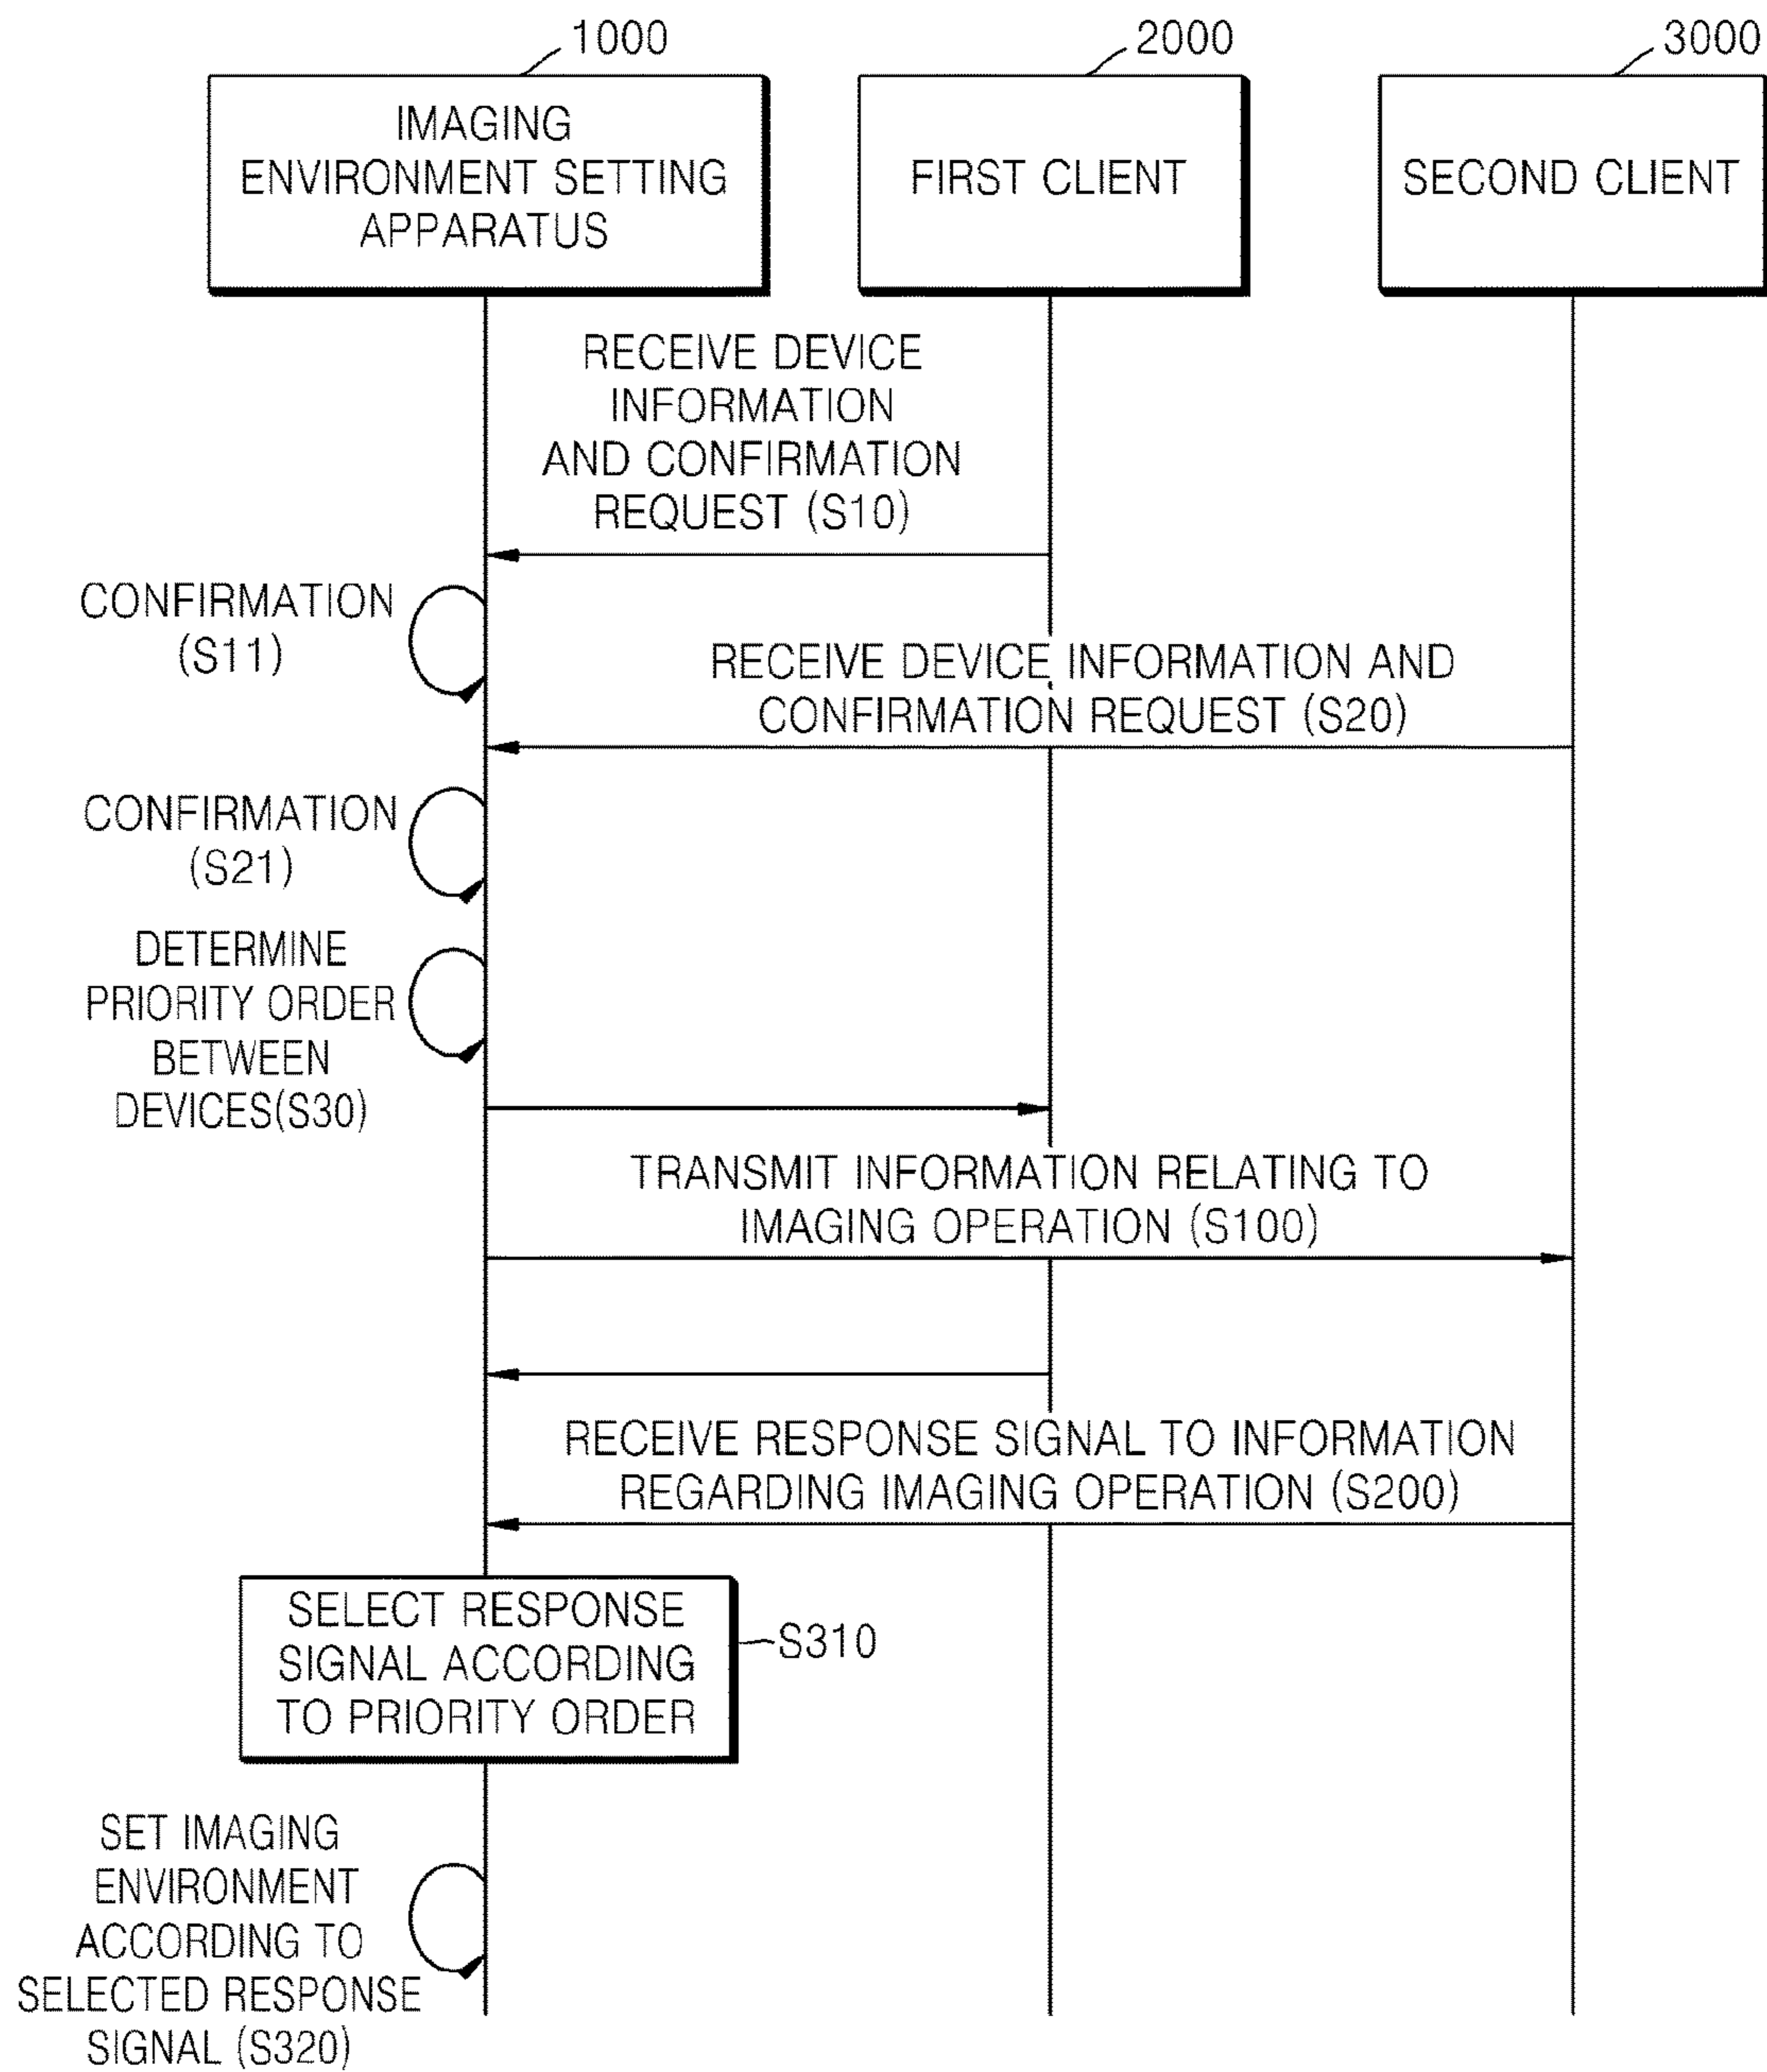 1000
2000
3000
IMAGING
ENVIRONMENT SETTING
APPARATUS
FIRST CLIENT
SECOND CLIENT
RECEIVE DEVICE
INFORMATION
AND CONFIRMATION
REQUEST (S10)
CONFIRMATION
(S11)
RECEIVE DEVICE INFORMATION AND
CONFIRMATION REQUEST (S20)
CONFIRMATION
(S21)
DETERMINE
PRIORITY ORDER
BETWEEN
DEVICES(S30)
TRANSMIT INFORMATION RELATING TO
IMAGING OPERATION (S100)
RECEIVE RESPONSE SIGNAL TO INFORMATION
REGARDING IMAGING OPERATION (S200)
SELECT RESPONSE
SIGNAL ACCORDING
TO PRIORITY ORDER
S310
SET IMAGING
ENVIRONMENT
ACCORDING TO
SELECTED RESPONSE
SIGNAL (S320)